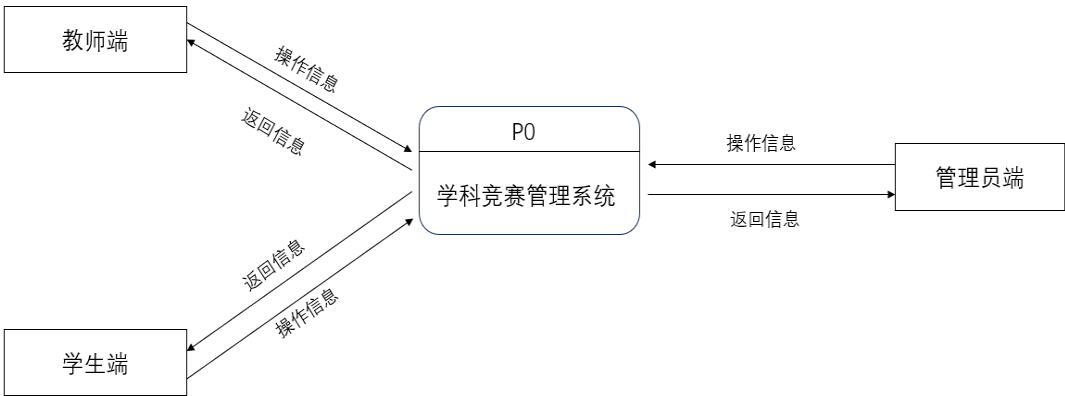 教师端
操作信息
返回信息
P0
学科竞赛管理系统
操作信息
返回信息
管理员端
返回信息
操作信息
学生端